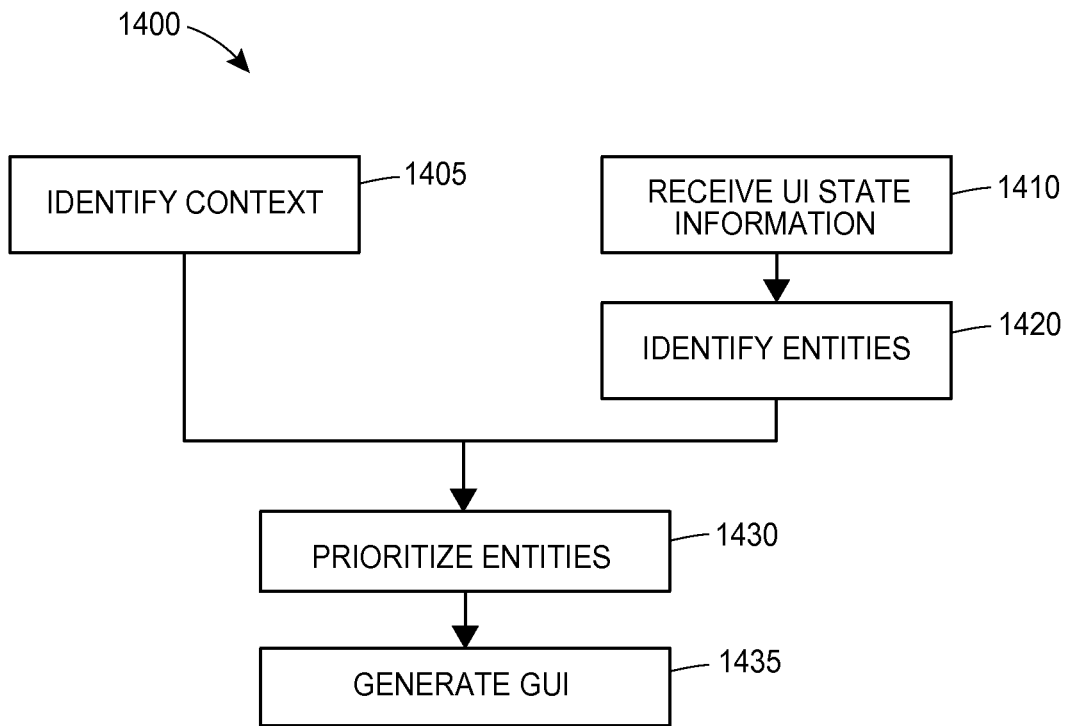 1400
IDENTIFY CONTEXT
1405
RECEIVE UI STATE
INFORMATION
1410
IDENTIFY ENTITIES
1420
PRIORITIZE ENTITIES
1430
GENERATE GUI
1435